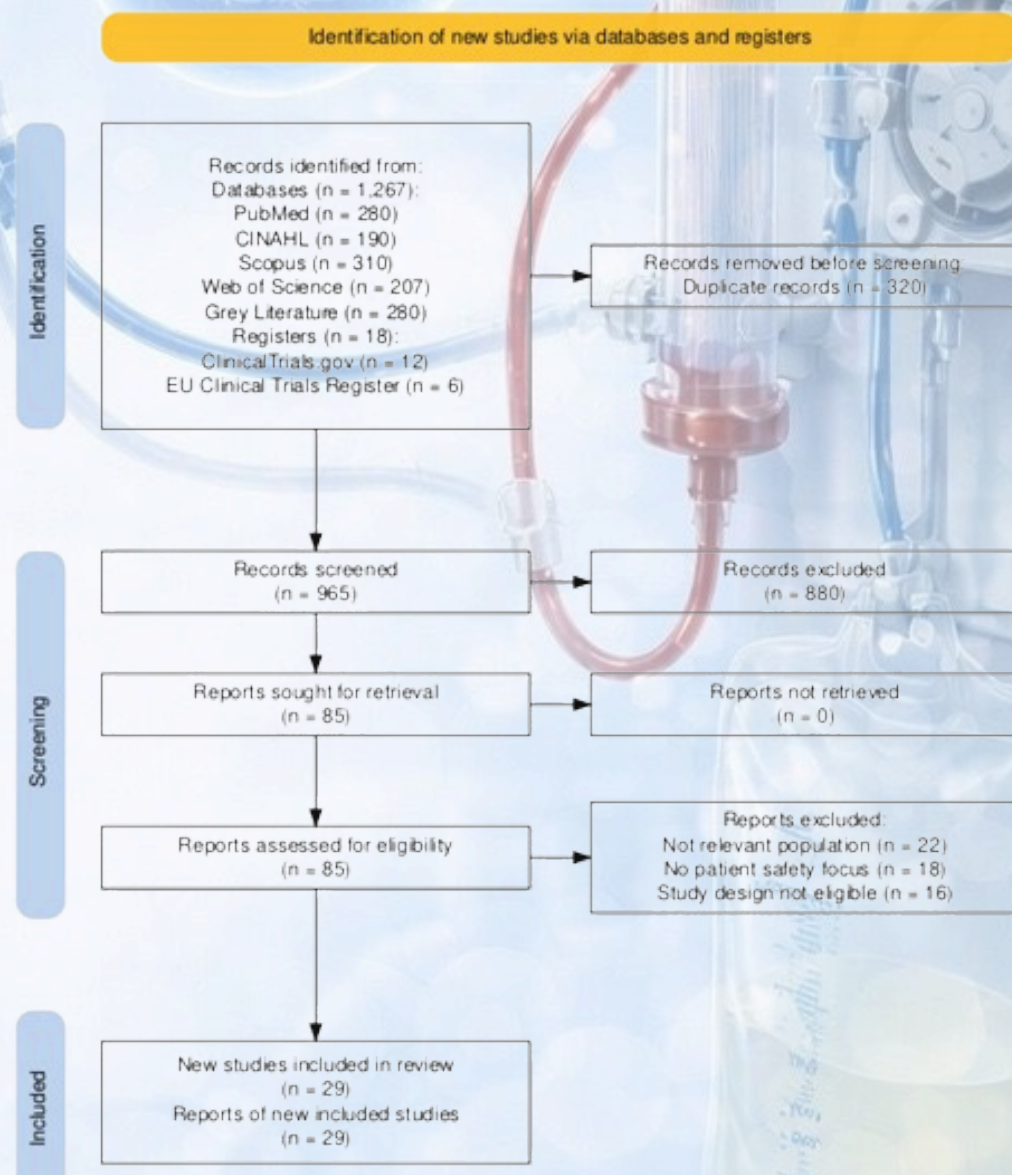 Identification of new studies via databases and registers
Identification
Records identified from:
Databases (n = 1,267):
PubMed (n = 280)
CINAHL (n = 190)
Scopus (n = 310)
Web of Science (n = 207)
Grey Literature (n = 280)
Registers (n = 18):
ClinicalTrials.gov (n = 12)
EU Clinical Trials Register (n = 6)
Records removed before screening:
Duplicate records (n = 320)
Screening
Records screened
(n = 965)
Records excluded
(n = 880)
Reports sought for retrieval
(n = 85)
Reports not retrieved
(n = 0)
Reports assessed for eligibility
(n = 85)
Reports excluded:
Not relevant population (n = 22)
No patient safety focus (n = 18)
Study design not eligible (n = 16)
Included
New studies included in review
(n = 29)
Reports of new included studies
(n = 29)